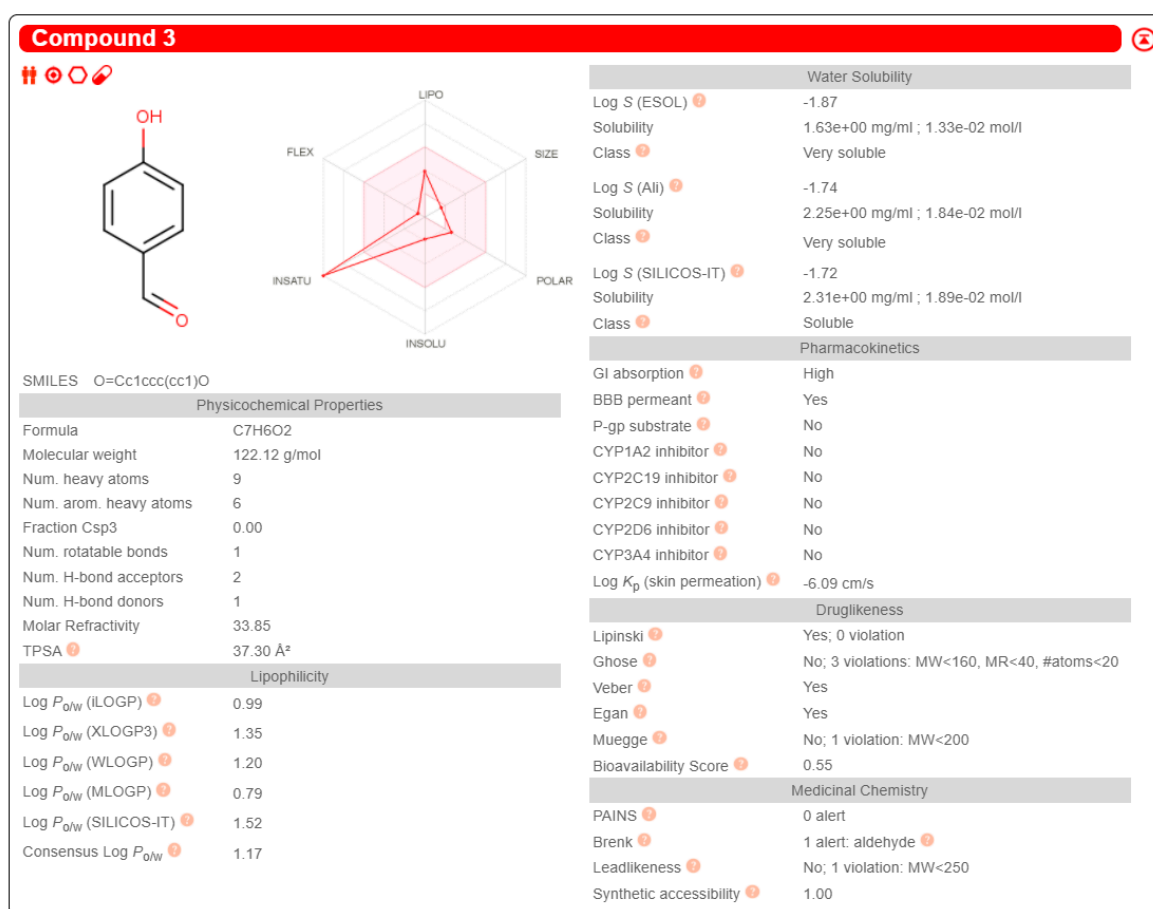 Compound 3
OH
O
LIPO
FLEX
SIZE
INSATU
POLAR
INSOLU
SMILES O=Cc1ccc(cc1)O
Physicochemical Properties
Formula C7H6O2
Molecular weight 122.12 g/mol
Num. heavy atoms 9
Num. arom. heavy atoms 6
Fraction Csp3 0.00
Num. rotatable bonds 1
Num. H-bond acceptors 2
Num. H-bond donors 1
Molar Refractivity 33.85
TPSA ? 37.30 Å²
Lipophilicity
Log Po/w (iLOGP) ? 0.99
Log Po/w (XLOGP3) ? 1.35
Log Po/w (WLOGP) ? 1.20
Log Po/w (MLOGP) ? 0.79
Log Po/w (SILICOS-IT) ? 1.52
Consensus Log Po/w ? 1.17
Water Solubility
Log S (ESOL) ? -1.87
Solubility 1.63e+00 mg/ml ; 1.33e-02 mol/l
Class ? Very soluble
Log S (Ali) ? -1.74
Solubility 2.25e+00 mg/ml ; 1.84e-02 mol/l
Class ? Very soluble
Log S (SILICOS-IT) ? -1.72
Solubility 2.31e+00 mg/ml ; 1.89e-02 mol/l
Class ? Soluble
Pharmacokinetics
GI absorption ? High
BBB permeant ? Yes
P-gp substrate ? No
CYP1A2 inhibitor ? No
CYP2C19 inhibitor ? No
CYP2C9 inhibitor ? No
CYP2D6 inhibitor ? No
CYP3A4 inhibitor ? No
Log Kp (skin permeation) ? -6.09 cm/s
Druglikeness
Lipinski ? Yes; 0 violation
Ghose ? No; 3 violations: MW<160, MR<40, #atoms<20
Veber ? Yes
Egan ? Yes
Muegge ? No; 1 violation: MW<200
Bioavailability Score ? 0.55
Medicinal Chemistry
PAINS ? 0 alert
Brenk ? 1 alert: aldehyde ?
Leadlikeness ? No; 1 violation: MW<250
Synthetic accessibility ? 1.00